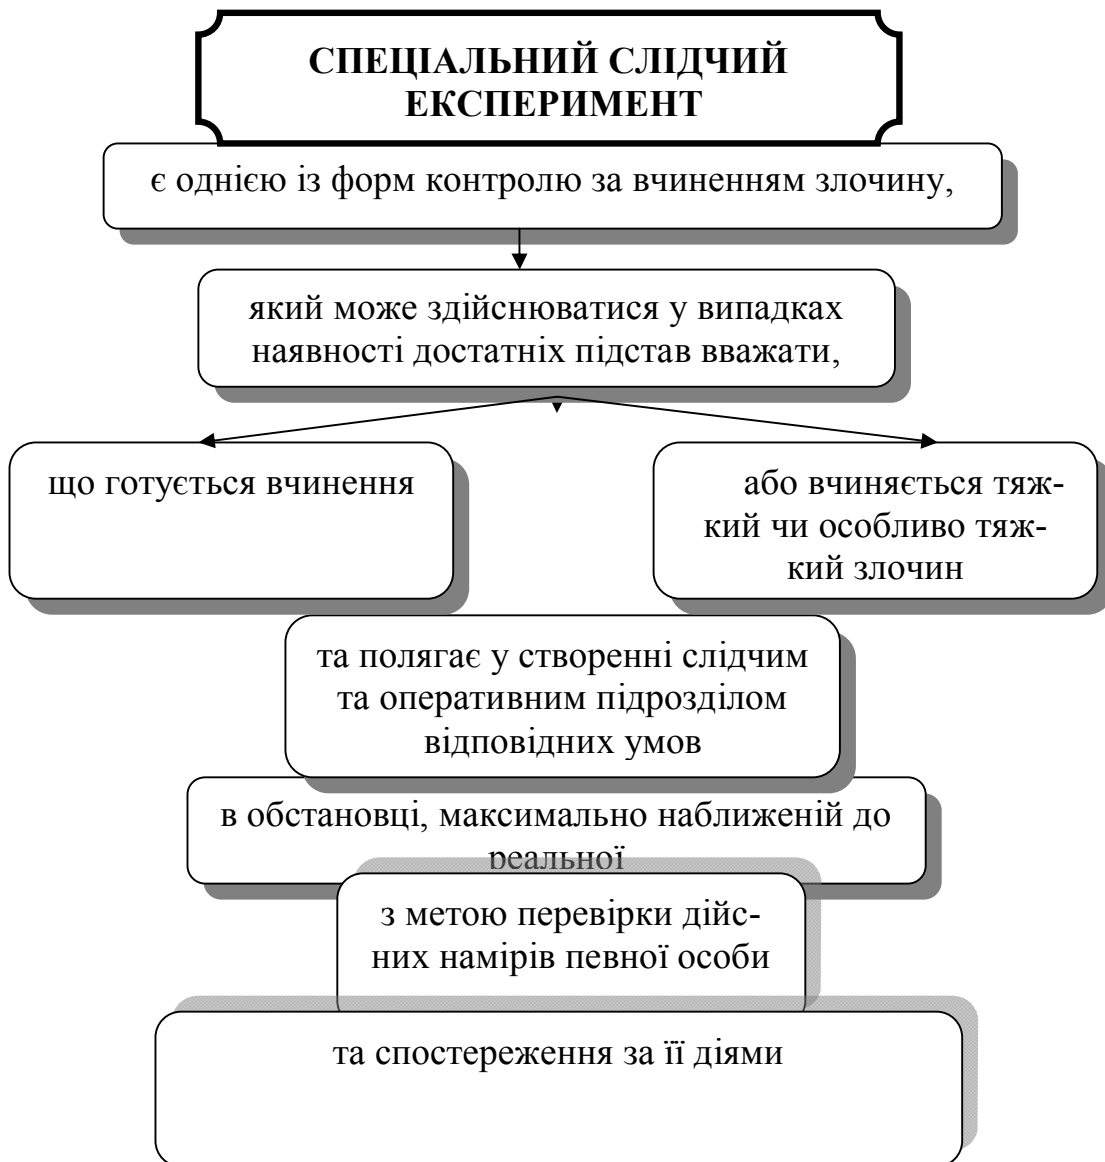 СПЕЦІАЛЬНИЙ СЛІДЧИЙ
ЕКСПЕРИМЕНТ
є однією із форм контролю за вчиненням злочину,
який може здійснюватися у випадках
наявності достатніх підстав вважати,
що готується вчинення
або вчиняється тяж-
кий чи особливо тяж-
кий злочин
та полягає у створенні слідчим
та оперативним підрозділом
відповідних умов
в обстановці, максимально наближеній до
реальної
з метою перевірки дійс-
них намірів певної особи
та спостереження за її діями